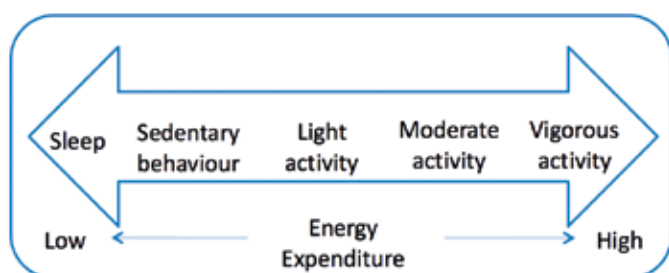 Sleep
Sedentary
behaviour
Light
activity
Moderate
activity
Vigorous
activity
Low
Energy
Expenditure
High